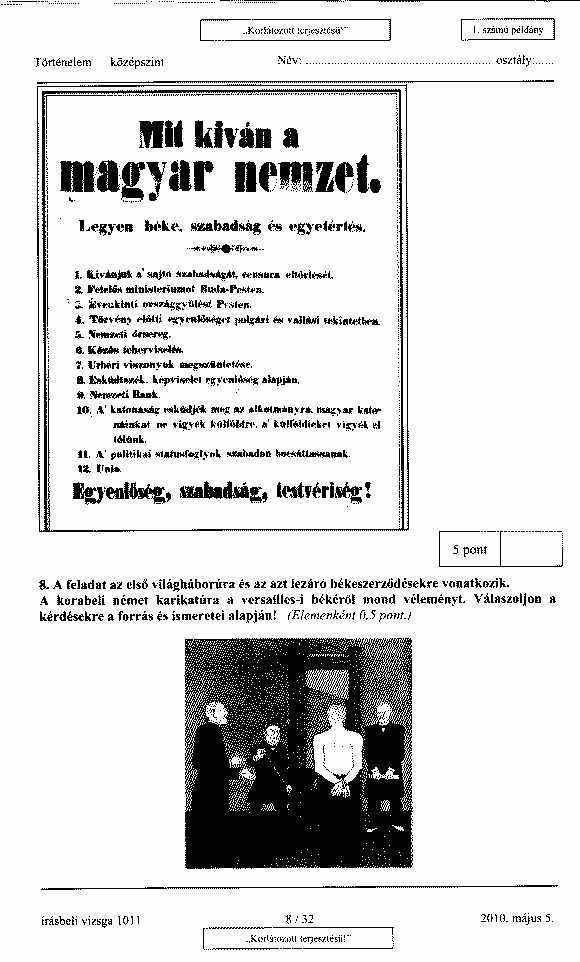 „Korlátozott terjesztésű!”
1. számú példány
Történelem középszint
Név: ................................................ osztály:......
Mit kiván a
magyar nemzet.
Legyen béke, szabadság és egyetértés.
1. Kivánjuk a' sajtó szabadságát, censura eltörlését.
2. Felelős ministeriumot Buda-Pesten.
3. Évenkinti országgyülést Pesten.
4. Törvény előtti egyenlőséget polgári és vallási tekintetben.
5. Nemzeti őrsereg.
6. Közös teherviselés.
7. Urbéri viszonyok megszüntetése.
8. Esküdtszék, képviselet egyenlőség alapján.
9. Nemzeti Bank.
10. A' katonaság esküdjék meg az alkotmányra, magyar kato-
náinkat ne vigyék külföldre, a' külföldieket vigyék el
tőlünk.
11. A' politikai statusfoglyok szabadon bocsáttassanak.
12. Unio.
Egyenlőség, szabadság, testvériség!
5 pont
8. A feladat az első világháborúra és az azt lezáró békeszerződésekre vonatkozik.
A korabeli német karikatúra a versailles-i békéről mond véleményt. Válaszoljon a
kérdésekre a forrás és ismeretei alapján! (Elemenként 0,5 pont.)
írásbeli vizsga 1011
8 / 32
2010. május 5.
„Korlátozott terjesztésű!”